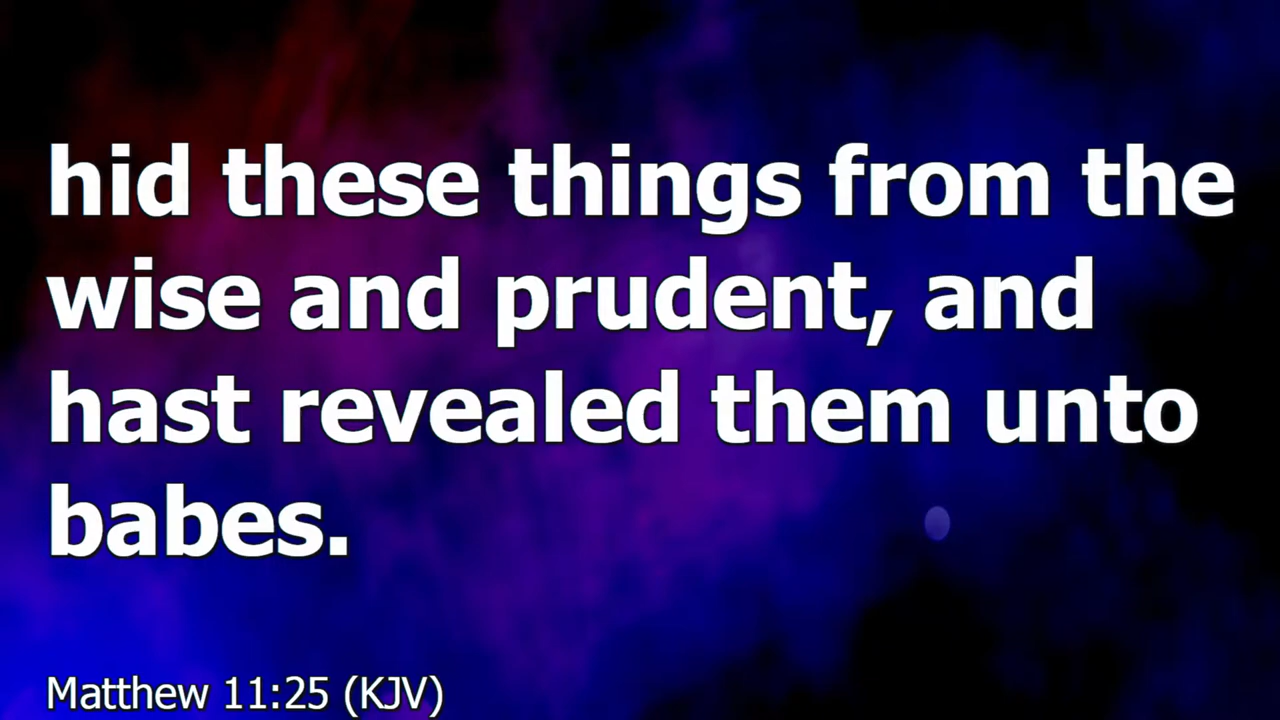 hid these things from the
wise and prudent, and
hast revealed them unto
babes.
Matthew 11:25 (KJV)